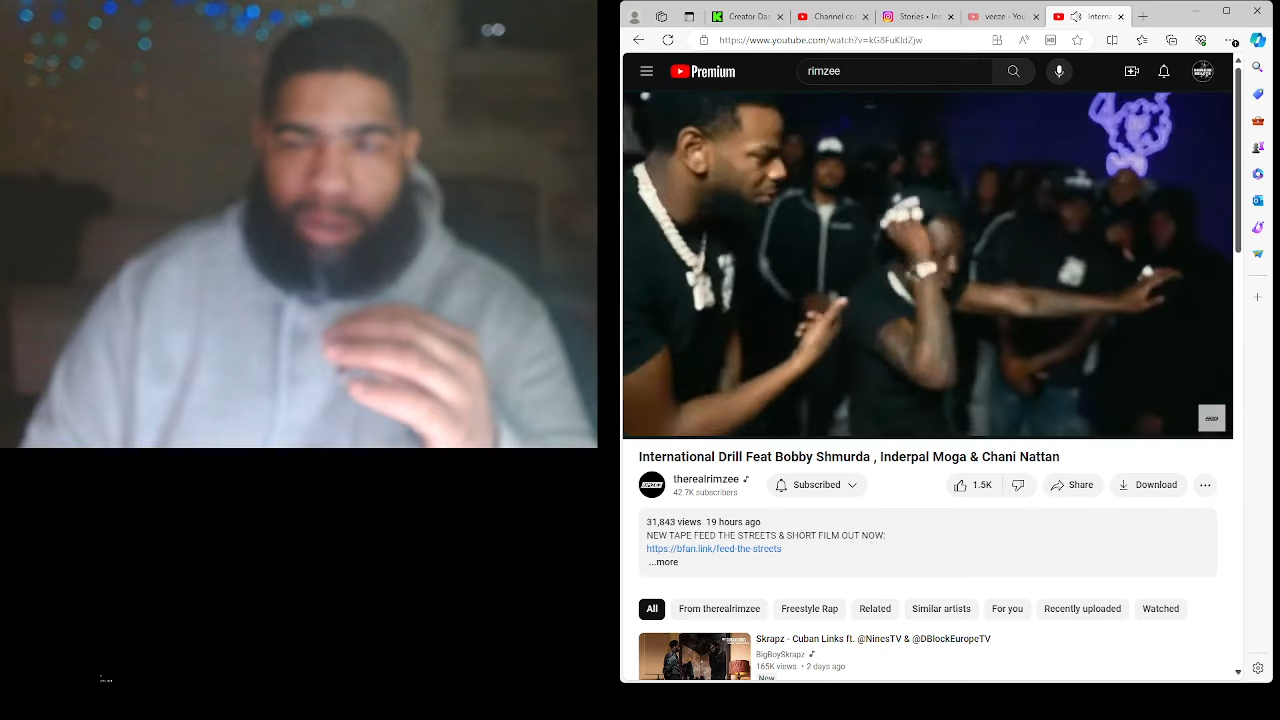 Creator Da
Channel co
Stories • In
veeze - You
Interna
https://www.youtube.com/watch?v=kG8FuKldZjw
Premium
rimzee
International Drill Feat Bobby Shmurda , Inderpal Moga & Chani Nattan
therealrimzee
42.7K subscribers
Subscribed
1.5K
Share
Download
31,843 views 19 hours ago
NEW TAPE FEED THE STREETS & SHORT FILM OUT NOW:
https://bfan.link/feed-the-streets
...more
All
From therealrimzee
Freestyle Rap
Related
Similar artists
For you
Recently uploaded
Watched
Skrapz - Cuban Links ft. @NinesTV & @DBlockEuropeTV
BigBoySkrapz
165K views • 2 days ago
New